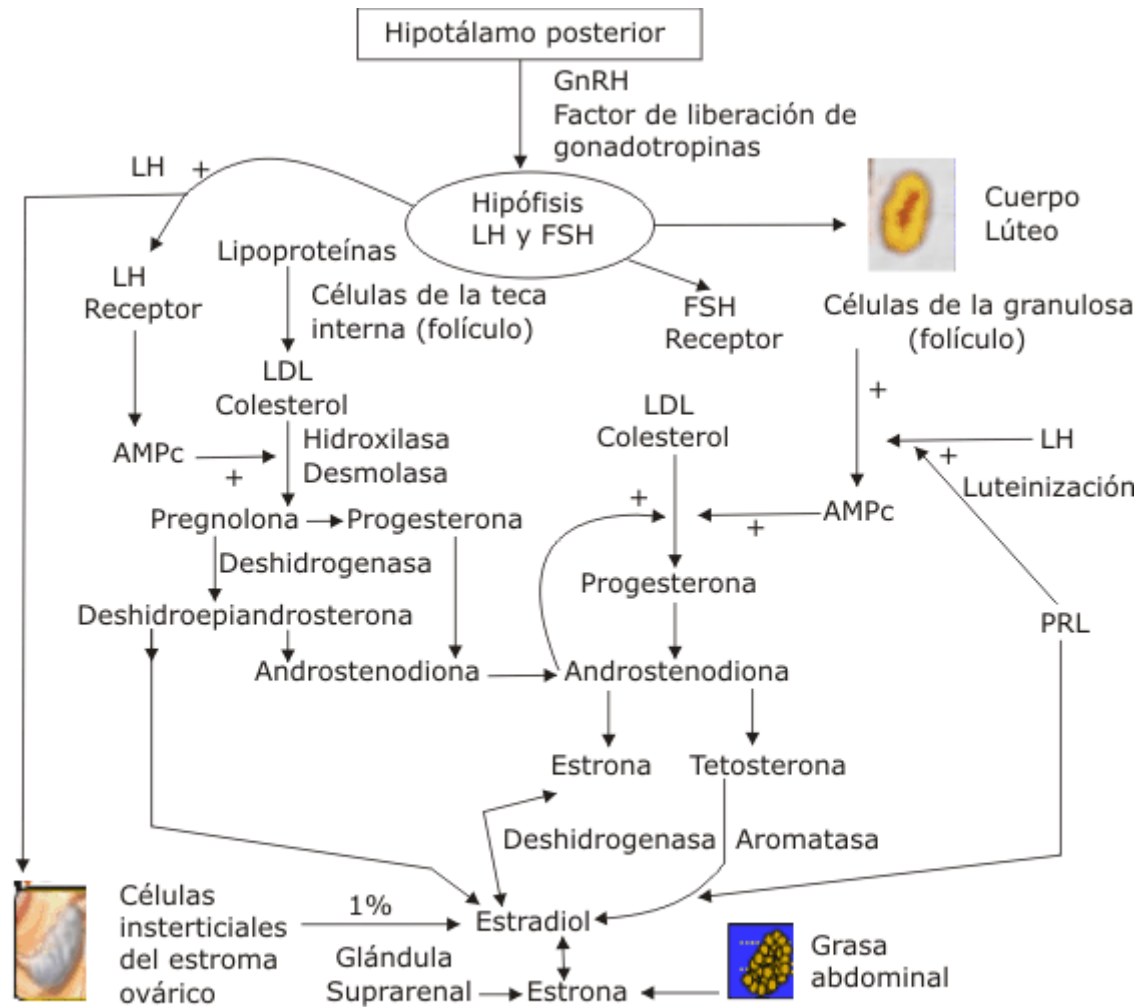 Hipotálamo posterior
GnRH
Factor de liberación de
gonadotropinas
LH +
Hipófisis
LH y FSH
Cuerpo
Lúteo
Lipoproteínas
LH
Receptor
Células de la teca
interna (folículo)
FSH
Receptor
Células de la granulosa
(folículo)
+
LDL
Colesterol
LDL
Colesterol
AMPc
+
Hidroxilasa
Desmolasa
LH
+
Luteinización
Pregnolona
Progesterona
+
+
AMPc
Deshidrogenasa
Progesterona
Deshidroepiandrosterona
PRL
Androstenodiona
Androstenodiona
Estrona
Tetosterona
Deshidrogenasa
Aromatasa
Células
insterticiales
del estroma
ovárico
1%
Estradiol
Glándula
Suprarenal
Estrona
Grasa
abdominal